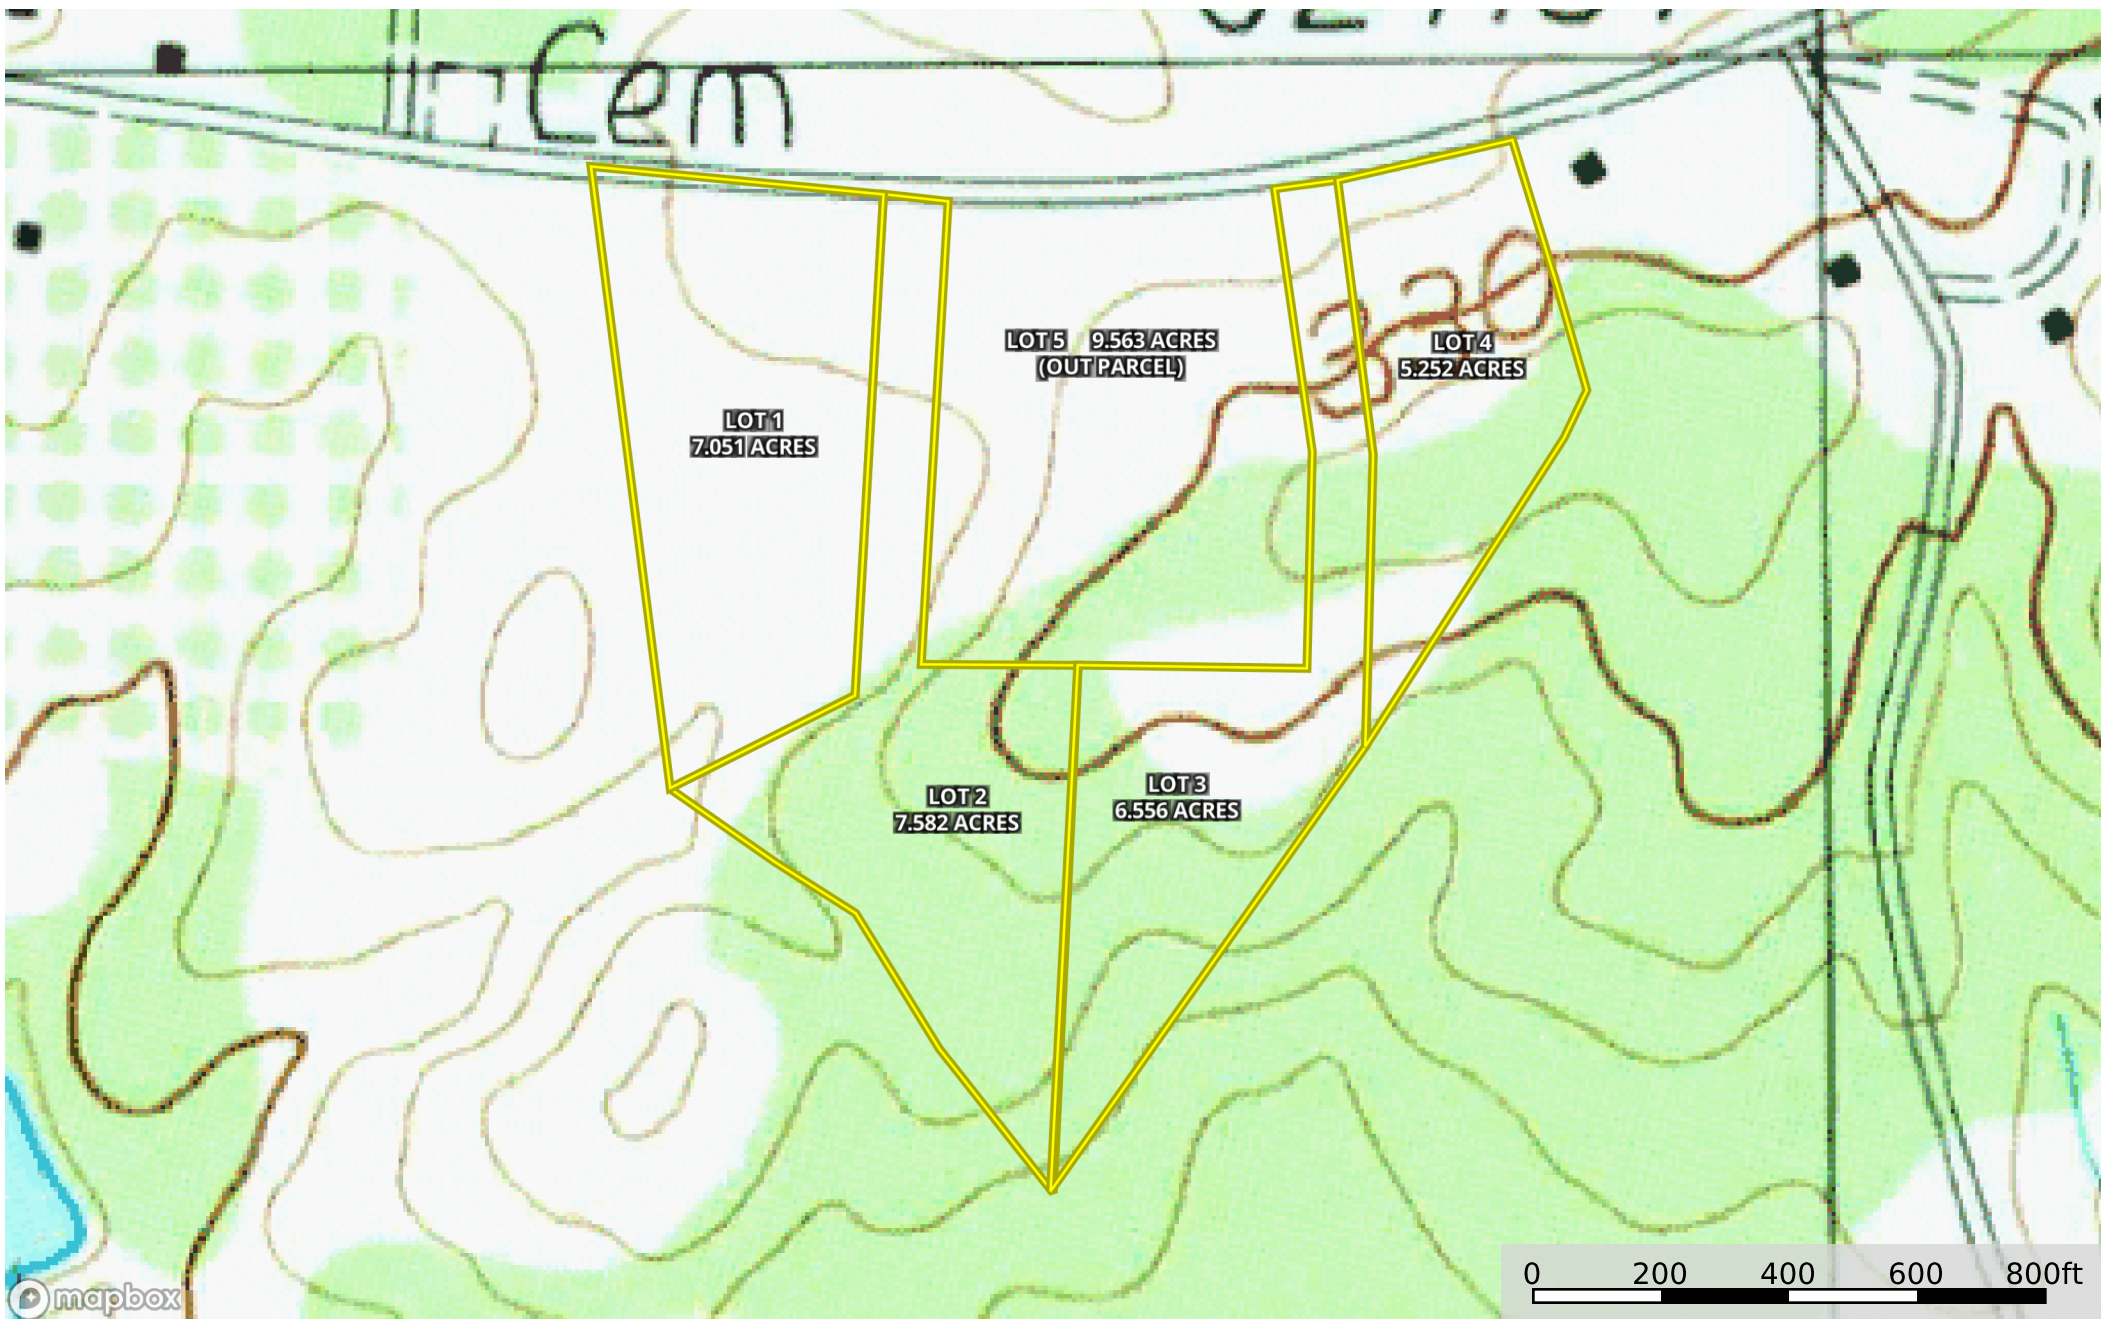 Cem
320
LOT 5 9.563 ACRES
(OUT PARCEL)
LOT 4
5.252 ACRES
LOT 1
7.051 ACRES
LOT 2
7.582 ACRES
LOT 3
6.556 ACRES
0 200 400 600 800ft
mapbox